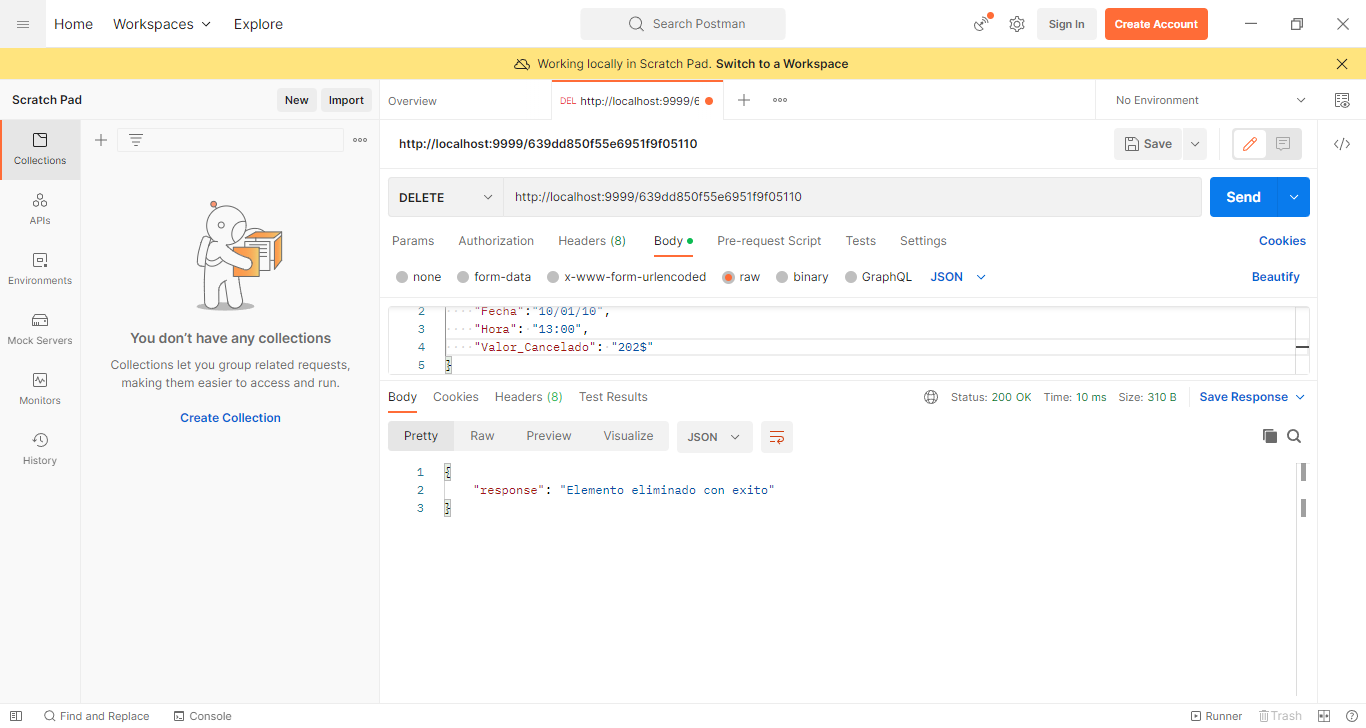 Home Workspaces Explore Search Postman Sign In Create Account
Working locally in Scratch Pad. Switch to a Workspace
Scratch Pad New Import
Overview DEL http://localhost:9999/6 No Environment
Collections
APIs
Environments
Mock Servers
Monitors
History
You don't have any collections
Collections let you group related requests,
making them easier to access and run.
Create Collection
http://localhost:9999/639dd850f55e6951f9f05110 Save
DELETE http://localhost:9999/639dd850f55e6951f9f05110 Send
Params Authorization Headers (8) Body Pre-request Script Tests Settings Cookies
none form-data x-www-form-urlencoded raw binary GraphQL JSON Beautify
2 "Fecha":"10/01/10",
3 "Hora": "13:00",
4 "Valor_Cancelado": "202$"
5 }
Body Cookies Headers (8) Test Results Status: 200 OK Time: 10 ms Size: 310 B Save Response
Pretty Raw Preview Visualize JSON
1 {
2 "response": "Elemento eliminado con exito"
3 }
Find and Replace Console Runner Trash